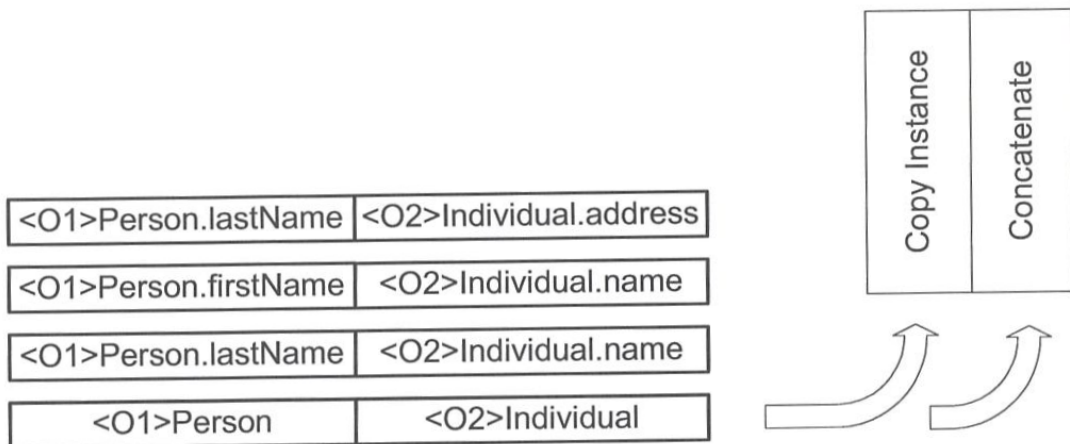 Copy Instance
Concatenate
<O1>Person.lastName <O2>Individual.address
<O1>Person.firstName <O2>Individual.name
<O1>Person.lastName <O2>Individual.name
<O1>Person <O2>Individual